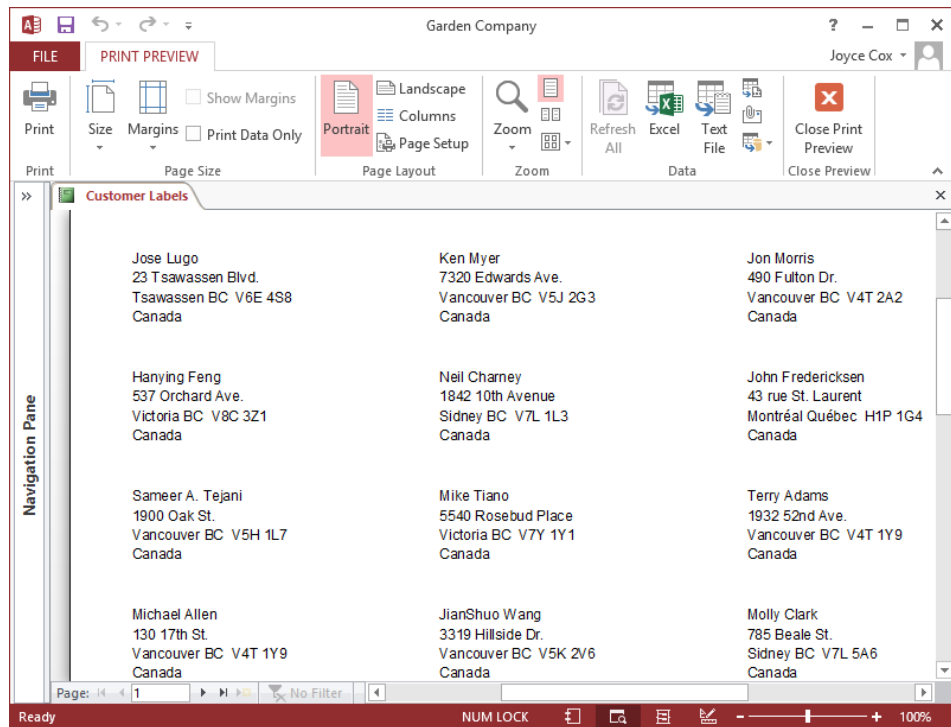 Garden Company
?
FILE
PRINT PREVIEW
Joyce Cox
Print
Size
Margins
Show Margins
Print Data Only
Portrait
Landscape
Columns
Page Setup
Zoom
Refresh All
Excel
Text File
Close Print Preview
Print
Page Size
Page Layout
Zoom
Data
Close Preview
Customer Labels
Navigation Pane
Jose Lugo
23 Tsawassen Blvd.
Tsawassen BC V6E 4S8
Canada
Ken Myer
7320 Edwards Ave.
Vancouver BC V5J 2G3
Canada
Jon Morris
490 Fulton Dr.
Vancouver BC V4T 2A2
Canada
Hanying Feng
537 Orchard Ave.
Victoria BC V8C 3Z1
Canada
Neil Charney
1842 10th Avenue
Sidney BC V7L 1L3
Canada
John Fredericksen
43 rue St. Laurent
Montréal Québec H1P 1G4
Canada
Sameer A. Tejani
1900 Oak St.
Vancouver BC V5H 1L7
Canada
Mike Tiano
5540 Rosebud Place
Victoria BC V7Y 1Y1
Canada
Terry Adams
1932 52nd Ave.
Vancouver BC V4T 1Y9
Canada
Michael Allen
130 17th St.
Vancouver BC V4T 1Y9
Canada
JianShuo Wang
3319 Hillside Dr.
Vancouver BC V5K 2V6
Canada
Molly Clark
785 Beale St.
Sidney BC V7L 5A6
Canada
Page: 1
No Filter
Ready
NUM LOCK
100%